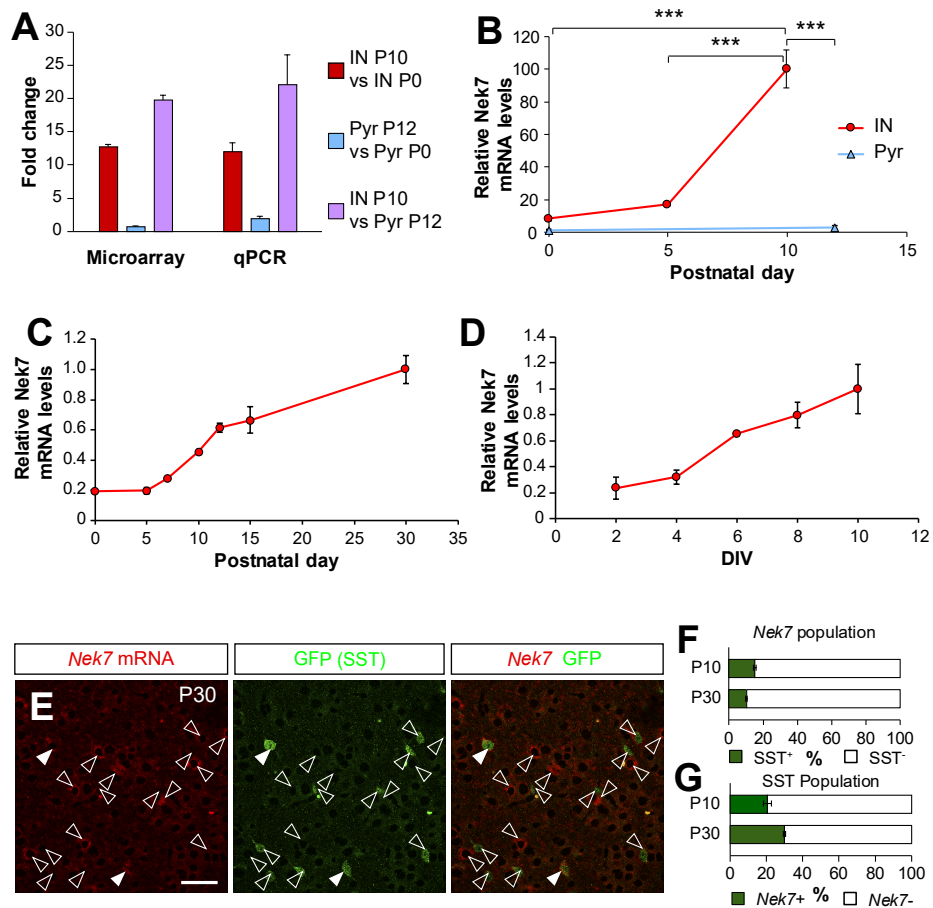 A
Fold change
30
25
20
15
10
5
0
Microarray
qPCR
IN P10
vs IN P0
Pyr P12
vs Pyr P0
IN P10
vs Pyr P12
B
Relative Nek7
mRNA levels
120
100
80
60
40
20
0
0 5 10 15
Postnatal day
***
***
***
IN
Pyr
C
Relative Nek7
mRNA levels
1.2
1.0
0.8
0.6
0.4
0.2
0
0 5 10 15 20 25 30 35
Postnatal day
D
Relative Nek7
mRNA levels
1.4
1.2
1
0.8
0.6
0.4
0.2
0
0 2 4 6 8 10 12
DIV
Nek7 mRNA
GFP (SST)
Nek7 GFP
E
P30
F
Nek7 population
P10
P30
0 20 40 60 80 100
SST+ % SST-
G
SST Population
P10
P30
0 20 40 60 80 100
Nek7+ % Nek7-